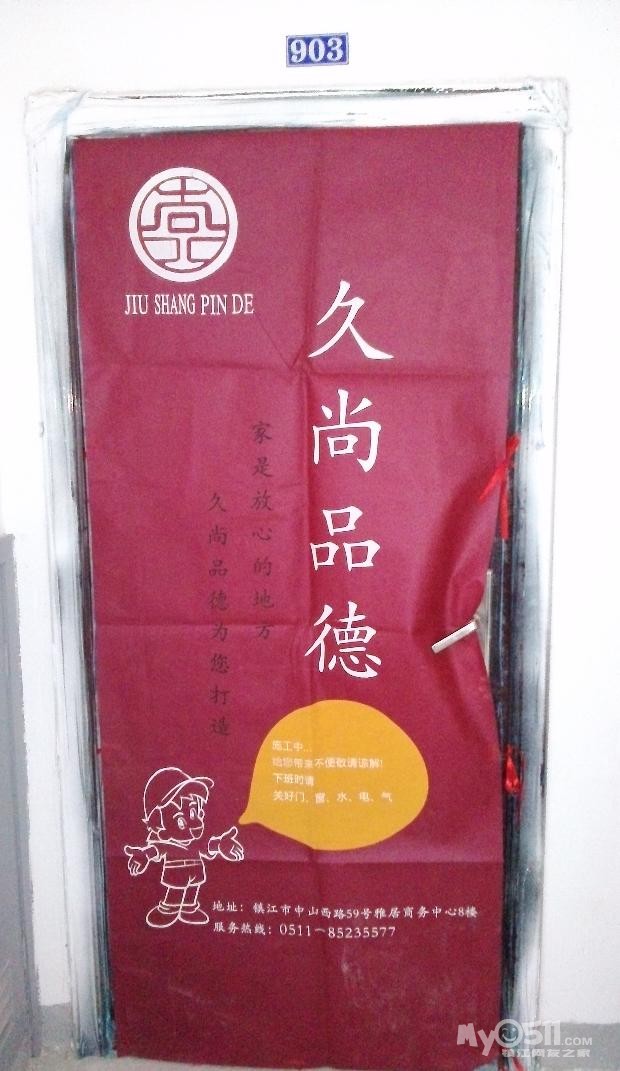 903
JIU SHANG PIN DE
久尚品德
家是放心的地方
久尚品德为您打造
施工中...
给您带来不便敬请谅解!
下班时请
关好门、窗、水、电、气
地址：镇江市中山西路59号雅居商务中心8楼
服务热线：0511-85235577
My0511.COM
镇江网友之家